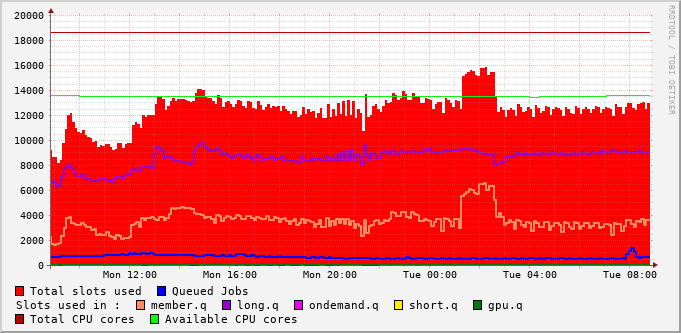 20000
18000
16000
14000
12000
10000
8000
6000
4000
2000
0
Mon 12:00 Mon 16:00 Mon 20:00 Tue 00:00 Tue 04:00 Tue 08:00
Total slots used Queued Jobs
Slots used in : member.q long.q ondemand.q short.q gpu.q
Total CPU cores Available CPU cores
RRDTOOL / TOBI OETIKER